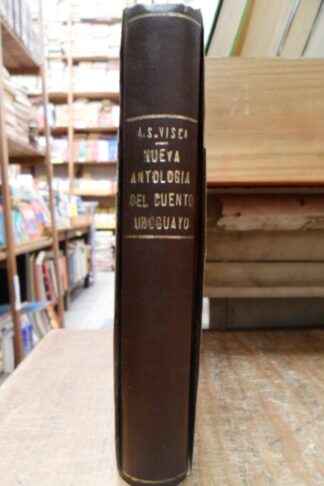 A.S. VISCA
NUEVA
ANTOLOGIA
DEL CUENTO
URUGUAYO